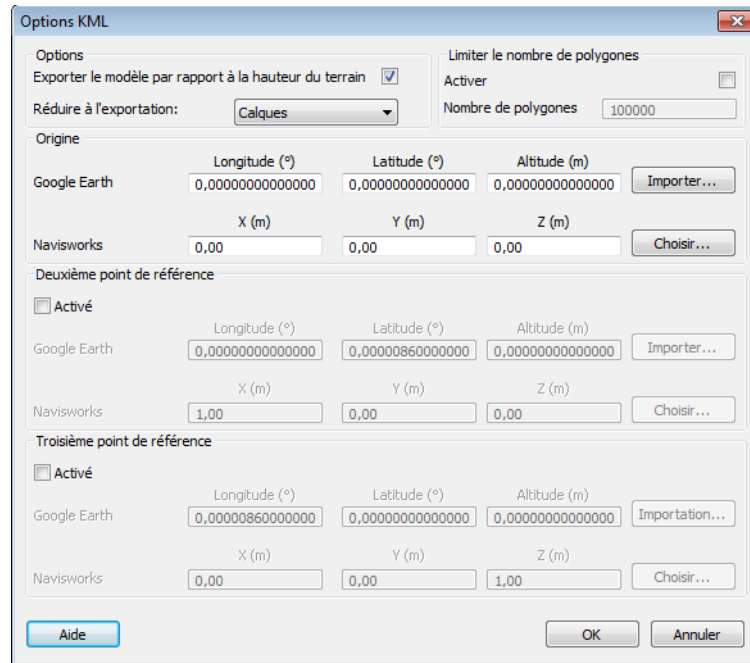 Options KML
Options
Exporter le modèle par rapport à la hauteur du terrain
Réduire à l'exportation: Calques
Limiter le nombre de polygones
Activer
Nombre de polygones 100000
Origine
Longitude (°) Latitude (°) Altitude (m)
Google Earth 0,00000000000000 0,00000000000000 0,00000000000000 Importer...
X (m) Y (m) Z (m)
Navisworks 0,00 0,00 0,00 Choisir...
Deuxième point de référence
Activé
Longitude (°) Latitude (°) Altitude (m)
Google Earth 0,00000000000000 0,00000860000000 0,00000000000000 Importer...
X (m) Y (m) Z (m)
Navisworks 1,00 0,00 0,00 Choisir...
Troisième point de référence
Activé
Longitude (°) Latitude (°) Altitude (m)
Google Earth 0,00000860000000 0,00000000000000 0,00000000000000 Importation...
X (m) Y (m) Z (m)
Navisworks 0,00 0,00 1,00 Choisir...
Aide OK Annuler